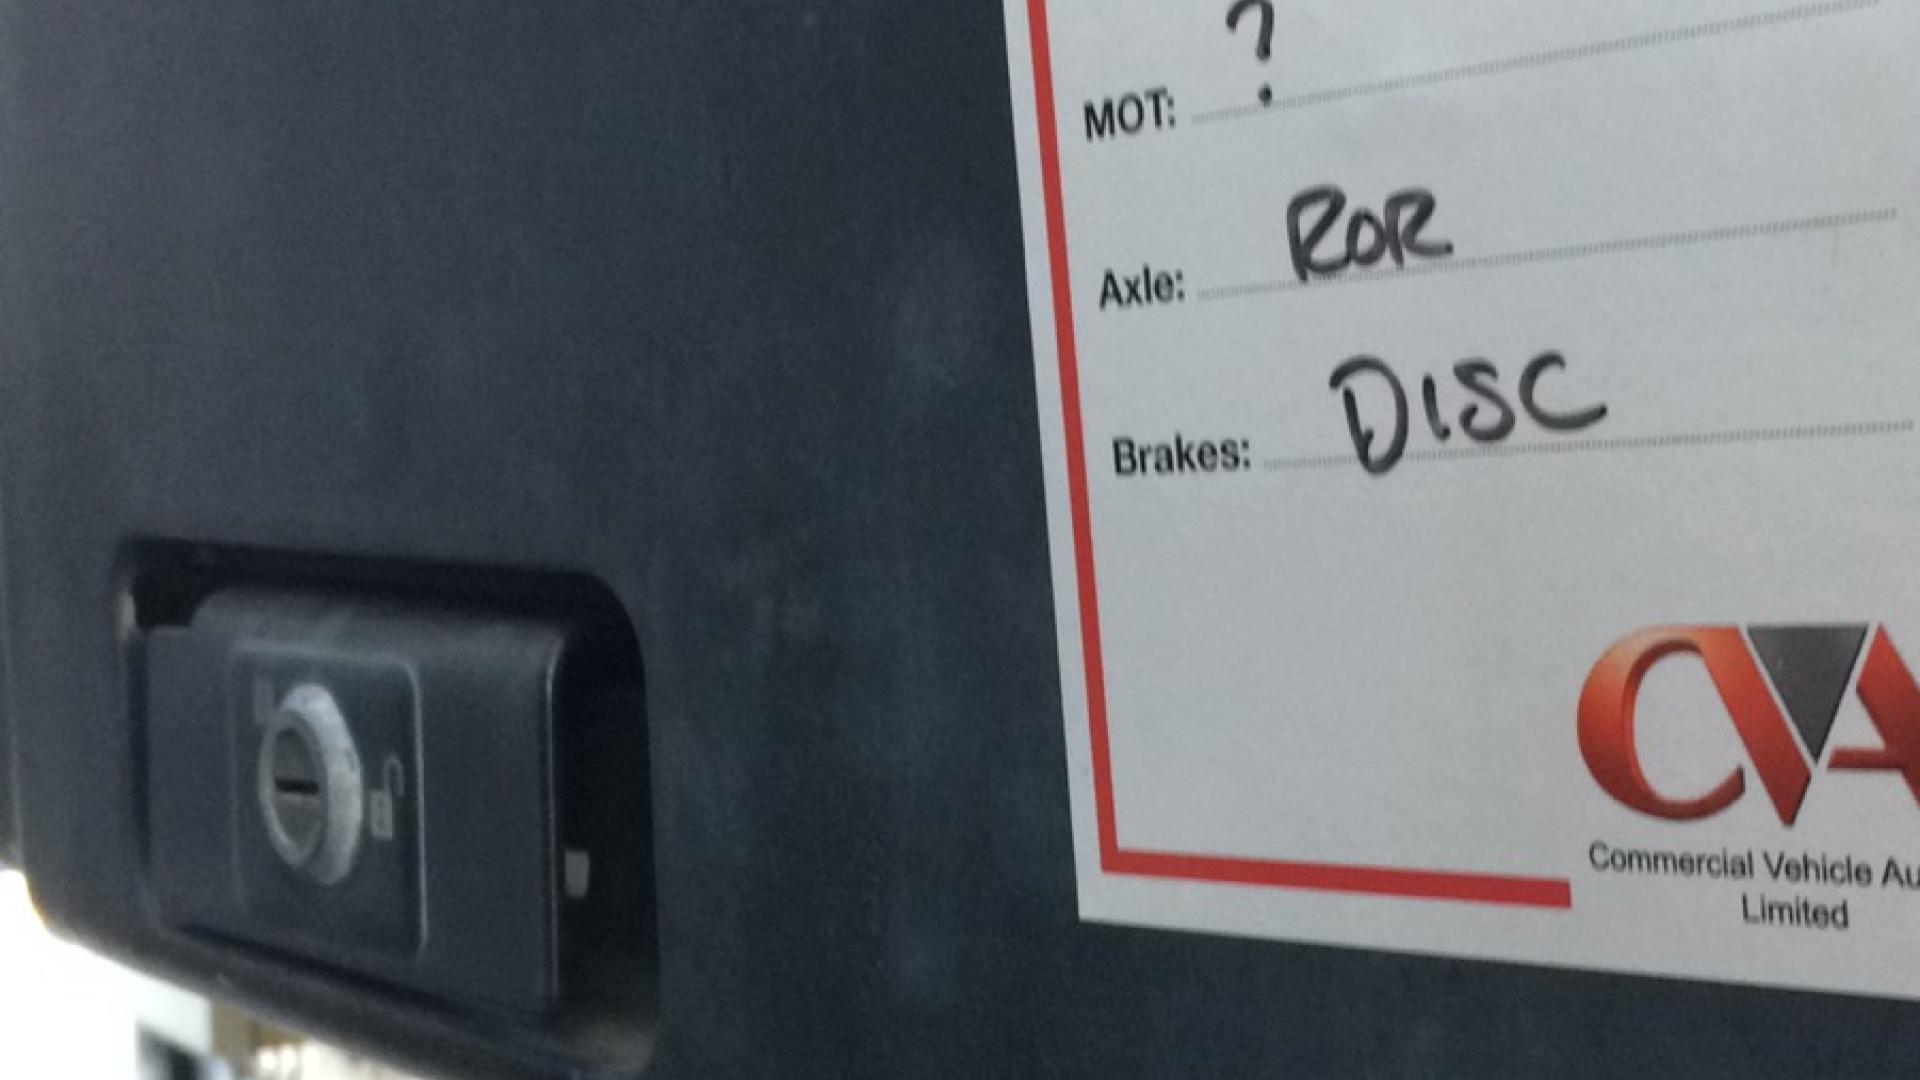 MOT: ?
Axle: ROR
Brakes: DISC
CVA
Commercial Vehicle Au
Limited